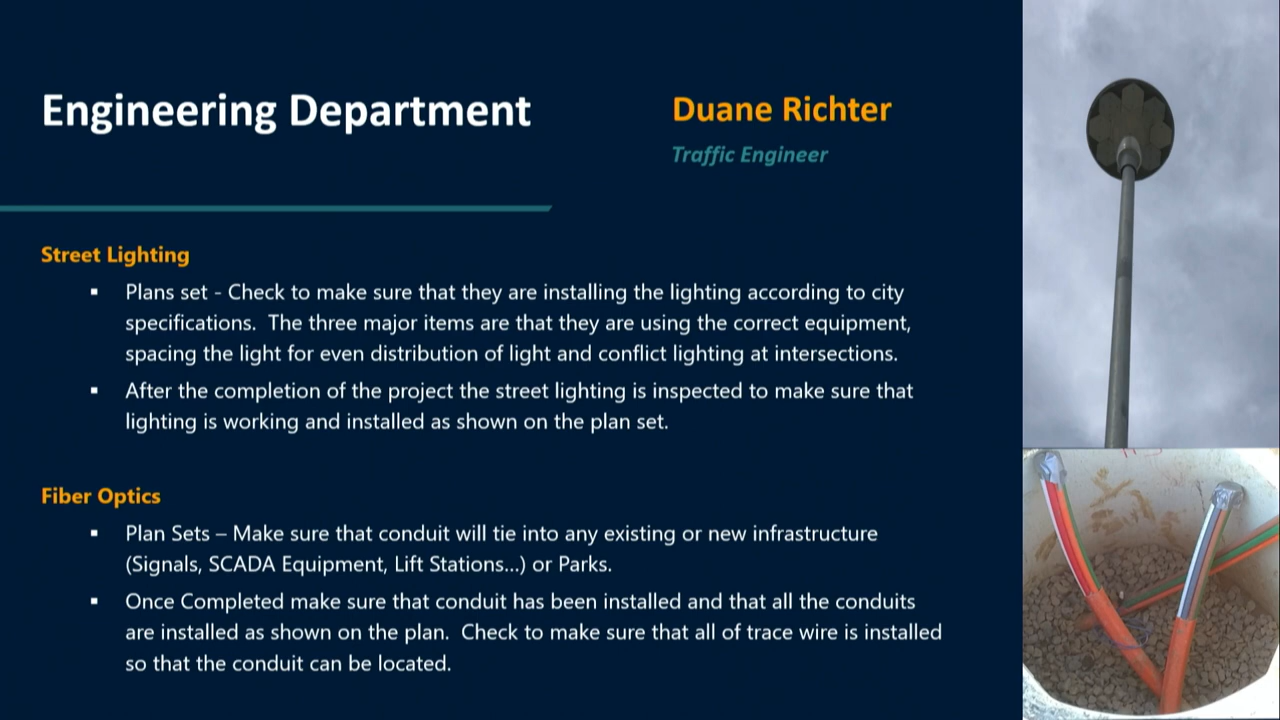 Engineering Department
Duane Richter
Traffic Engineer
Street Lighting
▪ Plans set - Check to make sure that they are installing the lighting according to city
specifications.  The three major items are that they are using the correct equipment,
spacing the light for even distribution of light and conflict lighting at intersections.
▪ After the completion of the project the street lighting is inspected to make sure that
lighting is working and installed as shown on the plan set.
Fiber Optics
▪ Plan Sets – Make sure that conduit will tie into any existing or new infrastructure
(Signals, SCADA Equipment, Lift Stations...) or Parks.
▪ Once Completed make sure that conduit has been installed and that all the conduits
are installed as shown on the plan.  Check to make sure that all of trace wire is installed
so that the conduit can be located.